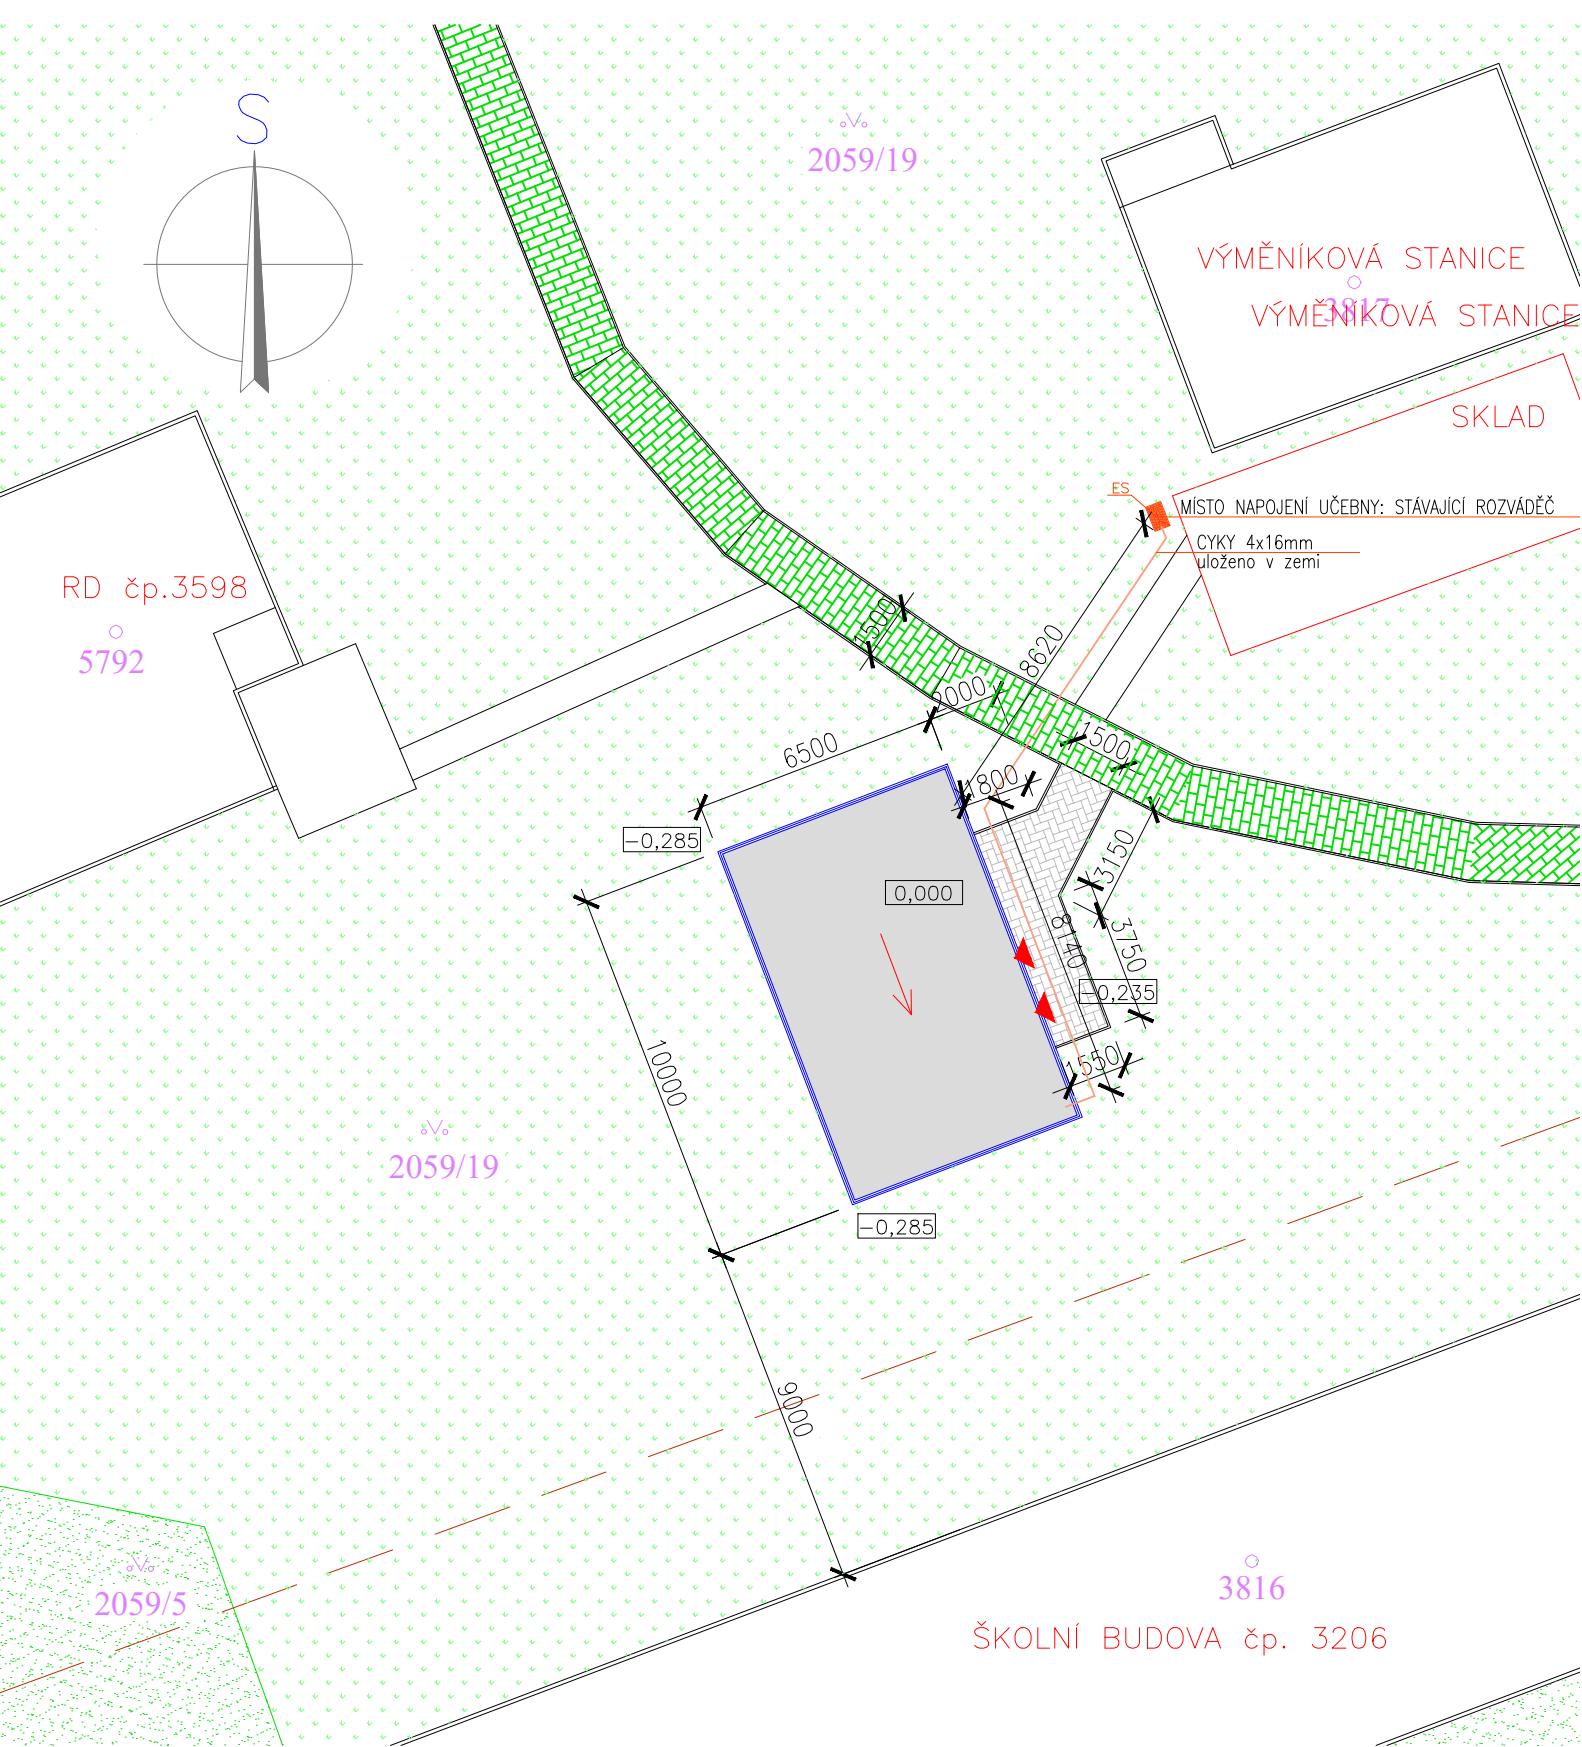 S
2059/19
VÝMĚNÍKOVÁ STANICE
3817
VÝMĚNÍKOVÁ STANICE
SKLAD
ES
MÍSTO NAPOJENÍ UČEBNY: STÁVAJÍCÍ ROZVÁDĚČ
CYKY 4x16mm
uloženo v zemi
RD čp.3598
5792
1500
8620
2000
6500
1500
1800
-0,285
3150
0,000
8140
3750
-0,235
10000
1550
2059/19
-0,285
9000
2059/5
3816
ŠKOLNÍ BUDOVA čp. 3206